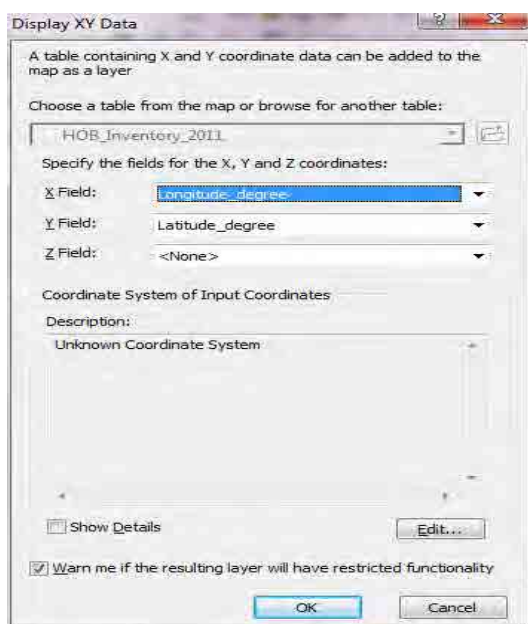 Display XY Data
A table containing X and Y coordinate data can be added to the
map as a layer
Choose a table from the map or browse for another table:
HOB_Inventory_2011
Specify the fields for the X, Y and Z coordinates:
X Field: Longitude_degree
Y Field: Latitude_degree
Z Field: <None>
Coordinate System of Input Coordinates
Description:
Unknown Coordinate System
Show Details Edit...
Warn me if the resulting layer will have restricted functionality
OK Cancel